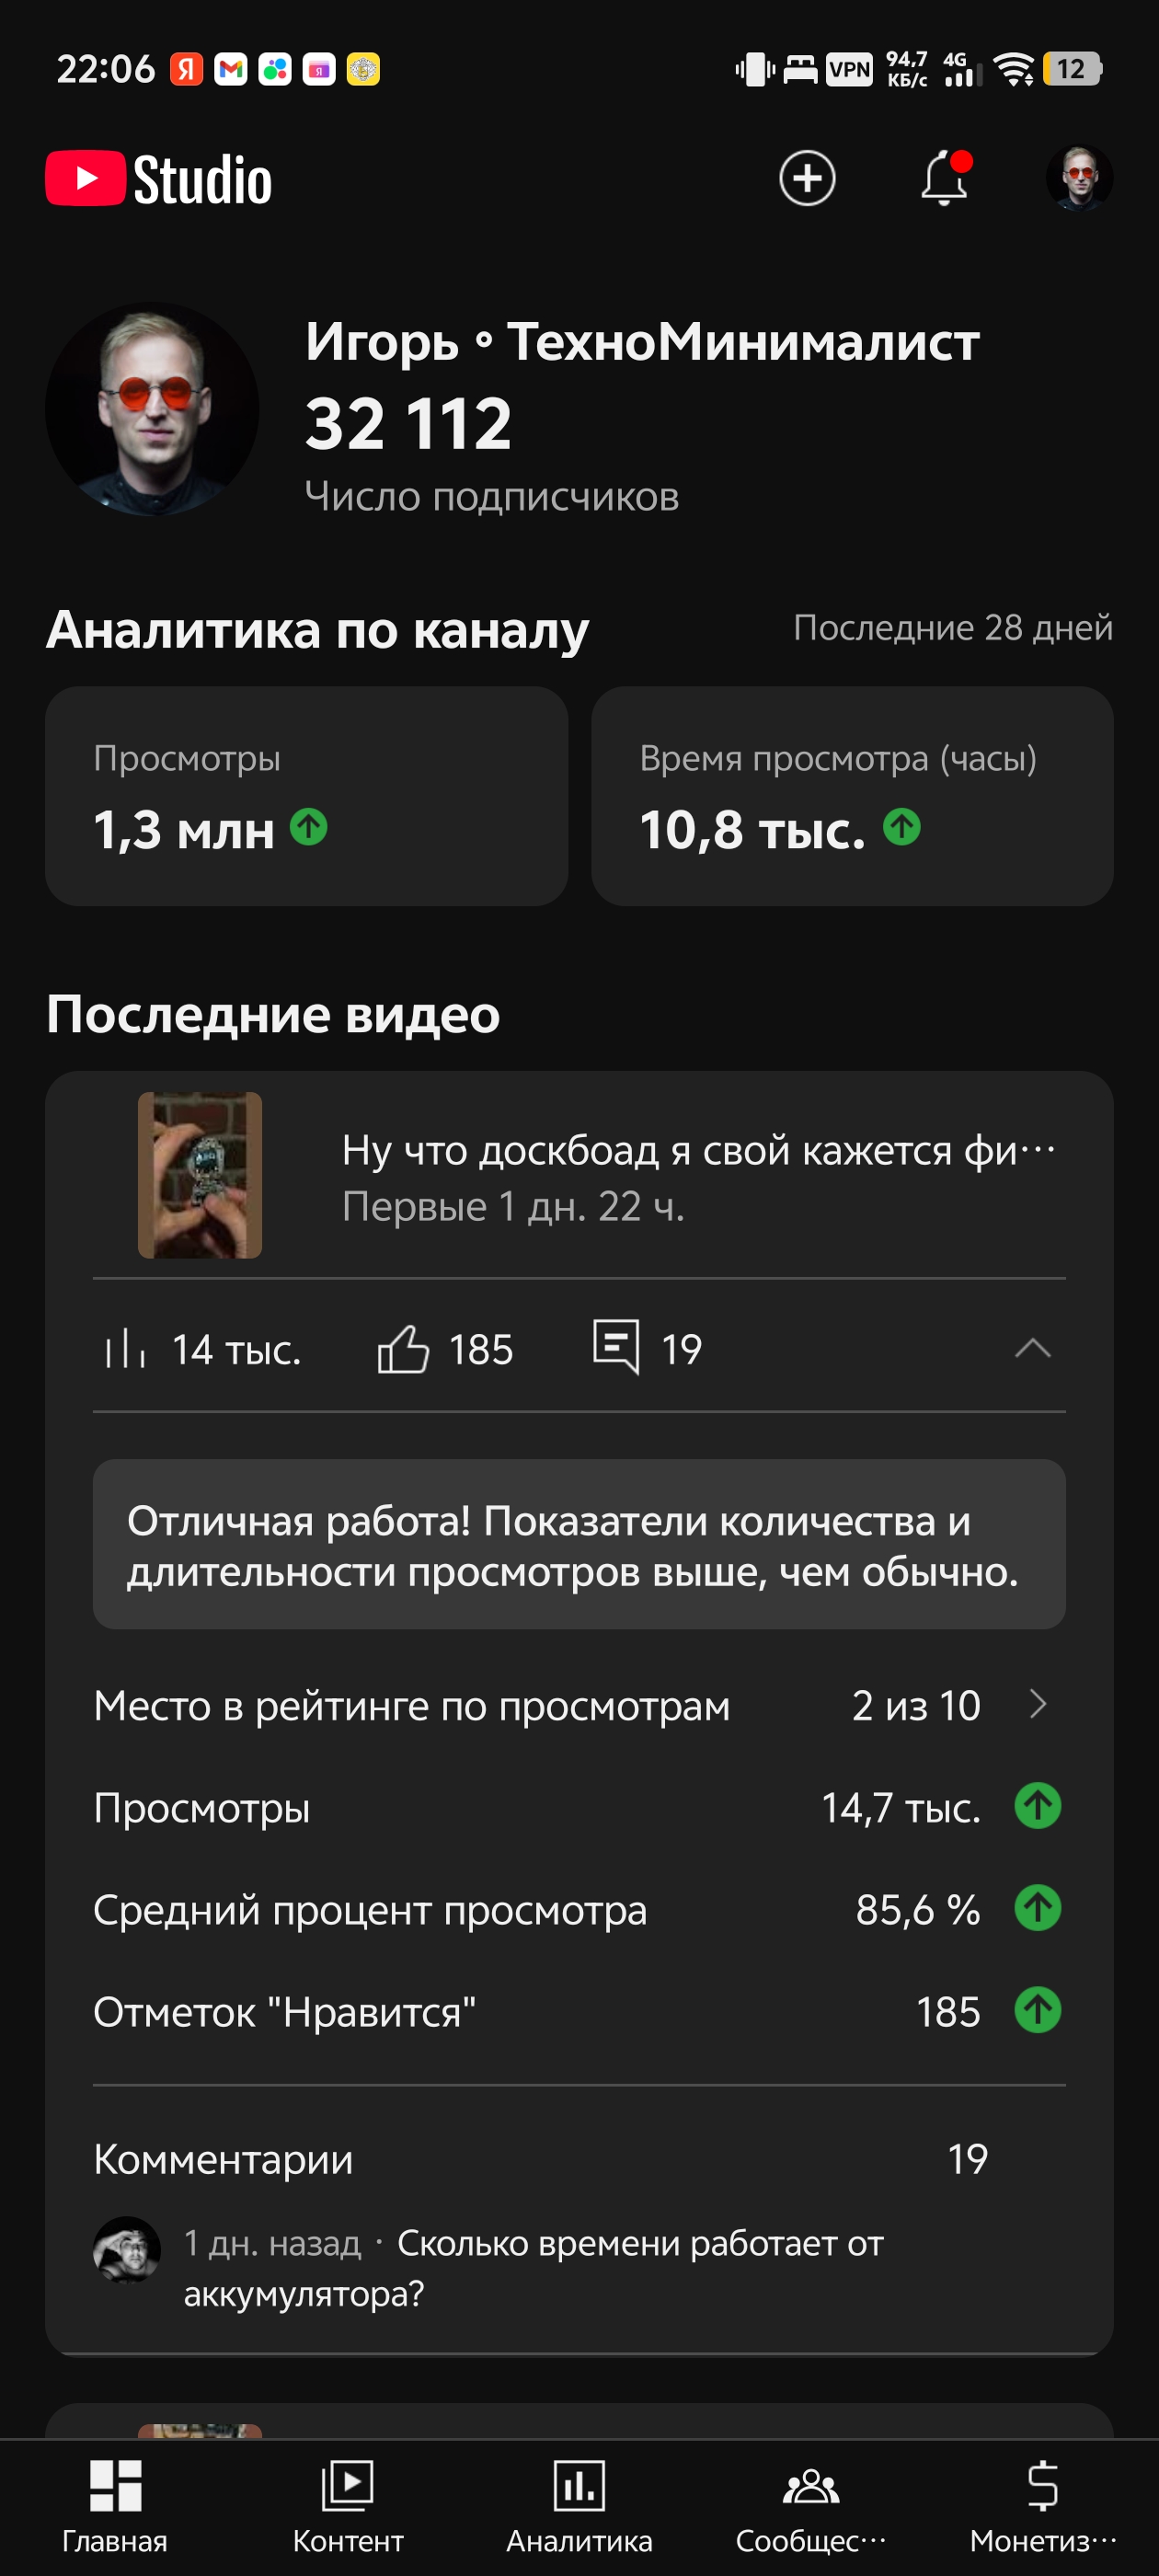 22:06 Я М Я VPN 94,7 КБ/с 4G 12
Studio
Игорь • ТехноМинималист
32 112
Число подписчиков
Аналитика по каналу
Последние 28 дней
Просмотры
1,3 млн
Время просмотра (часы)
10,8 тыс.
Последние видео
Ну что доскбоад я свой кажется фи···
Первые 1 дн. 22 ч.
14 тыс. 185 19
Отличная работа! Показатели количества и
длительности просмотров выше, чем обычно.
Место в рейтинге по просмотрам 2 из 10
Просмотры 14,7 тыс.
Средний процент просмотра 85,6 %
Отметок "Нравится" 185
Комментарии 19
1 дн. назад · Сколько времени работает от
аккумулятора?
Главная Контент Аналитика Сообщес··· Монетиз···